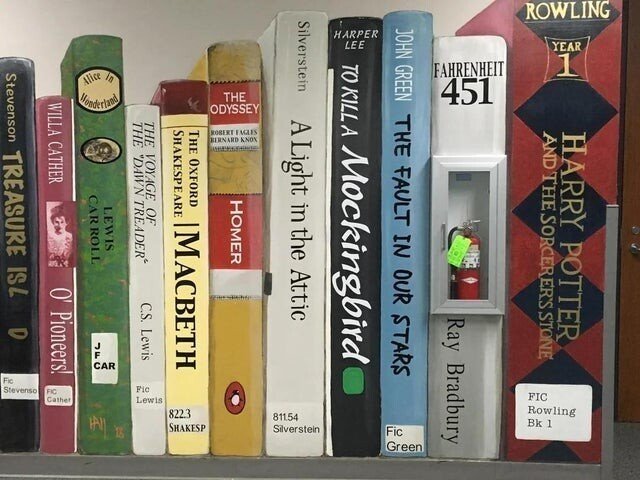 Stevenson TREASURE ISL D
Fic
Stevenso
WILLA CATHER O' Pioneers!
FIC
Cather
Alice In
Wonderland
LEWIS
CARROLL
J
F
CAR
THE VOYAGE OF
THE "DAWN TREADER" C.S. Lewis
Fic
Lewis
THE OXFORD
SHAKESPEARE
MACBETH
822.3
SHAKESP
THE
ODYSSEY
ROBERT FAGLES
BERNARD KNOX
HOMER
Silverstein A Light in the Attic
811.54
Silverstein
HARPER
LEE
TO KILL A Mockingbird
JOHN GREEN THE FAULT IN OUR STARS
Fic
Green
FAHRENHEIT
451
Ray Bradbury
ROWLING
YEAR
1
HARRY POTTER
AND THE SORCERER'S STONE
FIC
Rowling
Bk 1